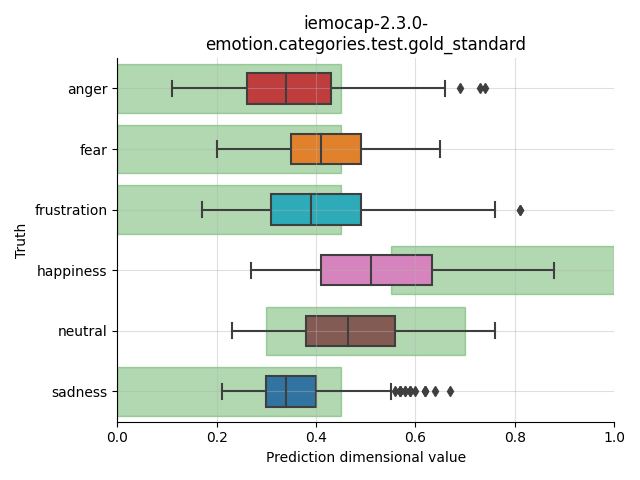 iemocap-2.3.0-
emotion.categories.test.gold_standard
Truth
anger
fear
frustration
happiness
neutral
sadness
0.0 0.2 0.4 0.6 0.8 1.0
Prediction dimensional value